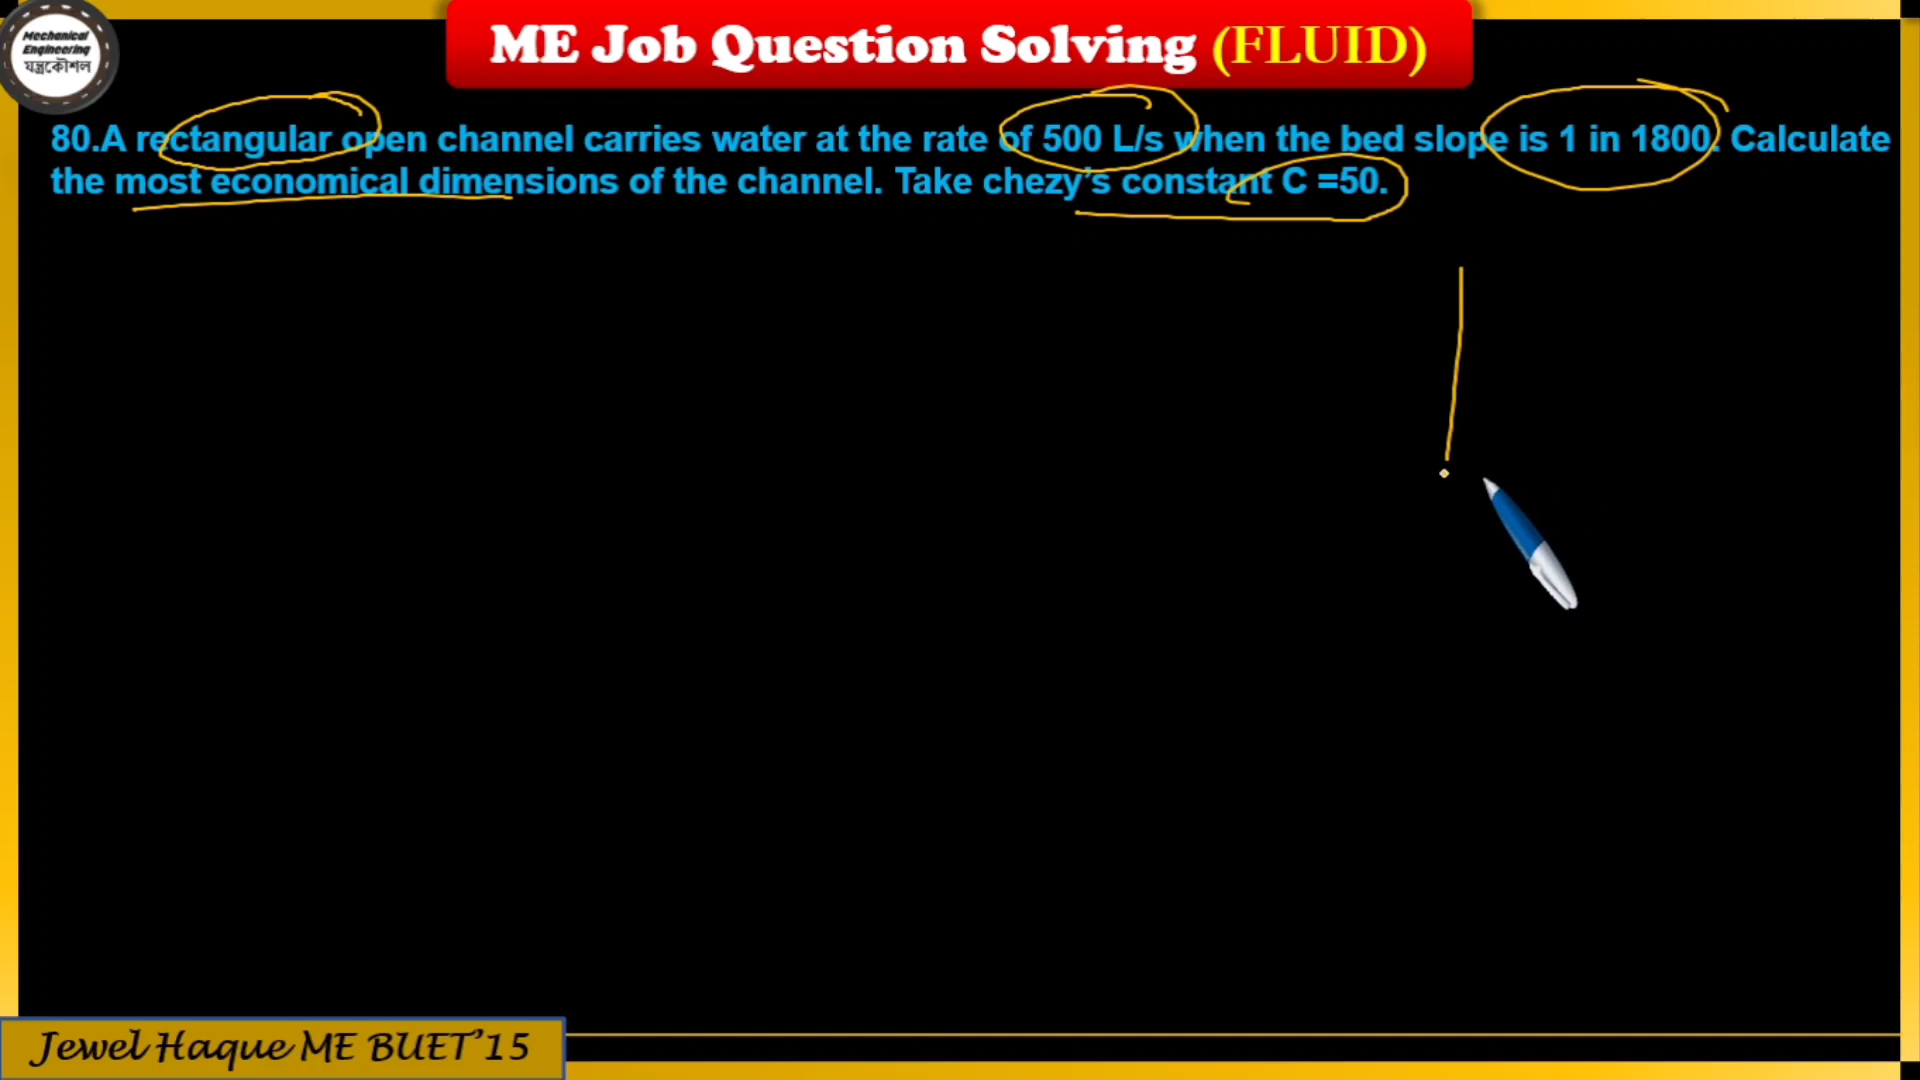 Mechanical
Engineering
যন্ত্রকৌশল
ME Job Question Solving (FLUID)
80.A rectangular open channel carries water at the rate of 500 L/s when the bed slope is 1 in 1800. Calculate
the most economical dimensions of the channel. Take chezy's constant C =50.
Jewel Haque ME BUET'15